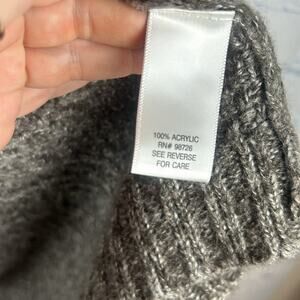 100% ACRYLIC
RN# 98726
SEE REVERSE
FOR CARE